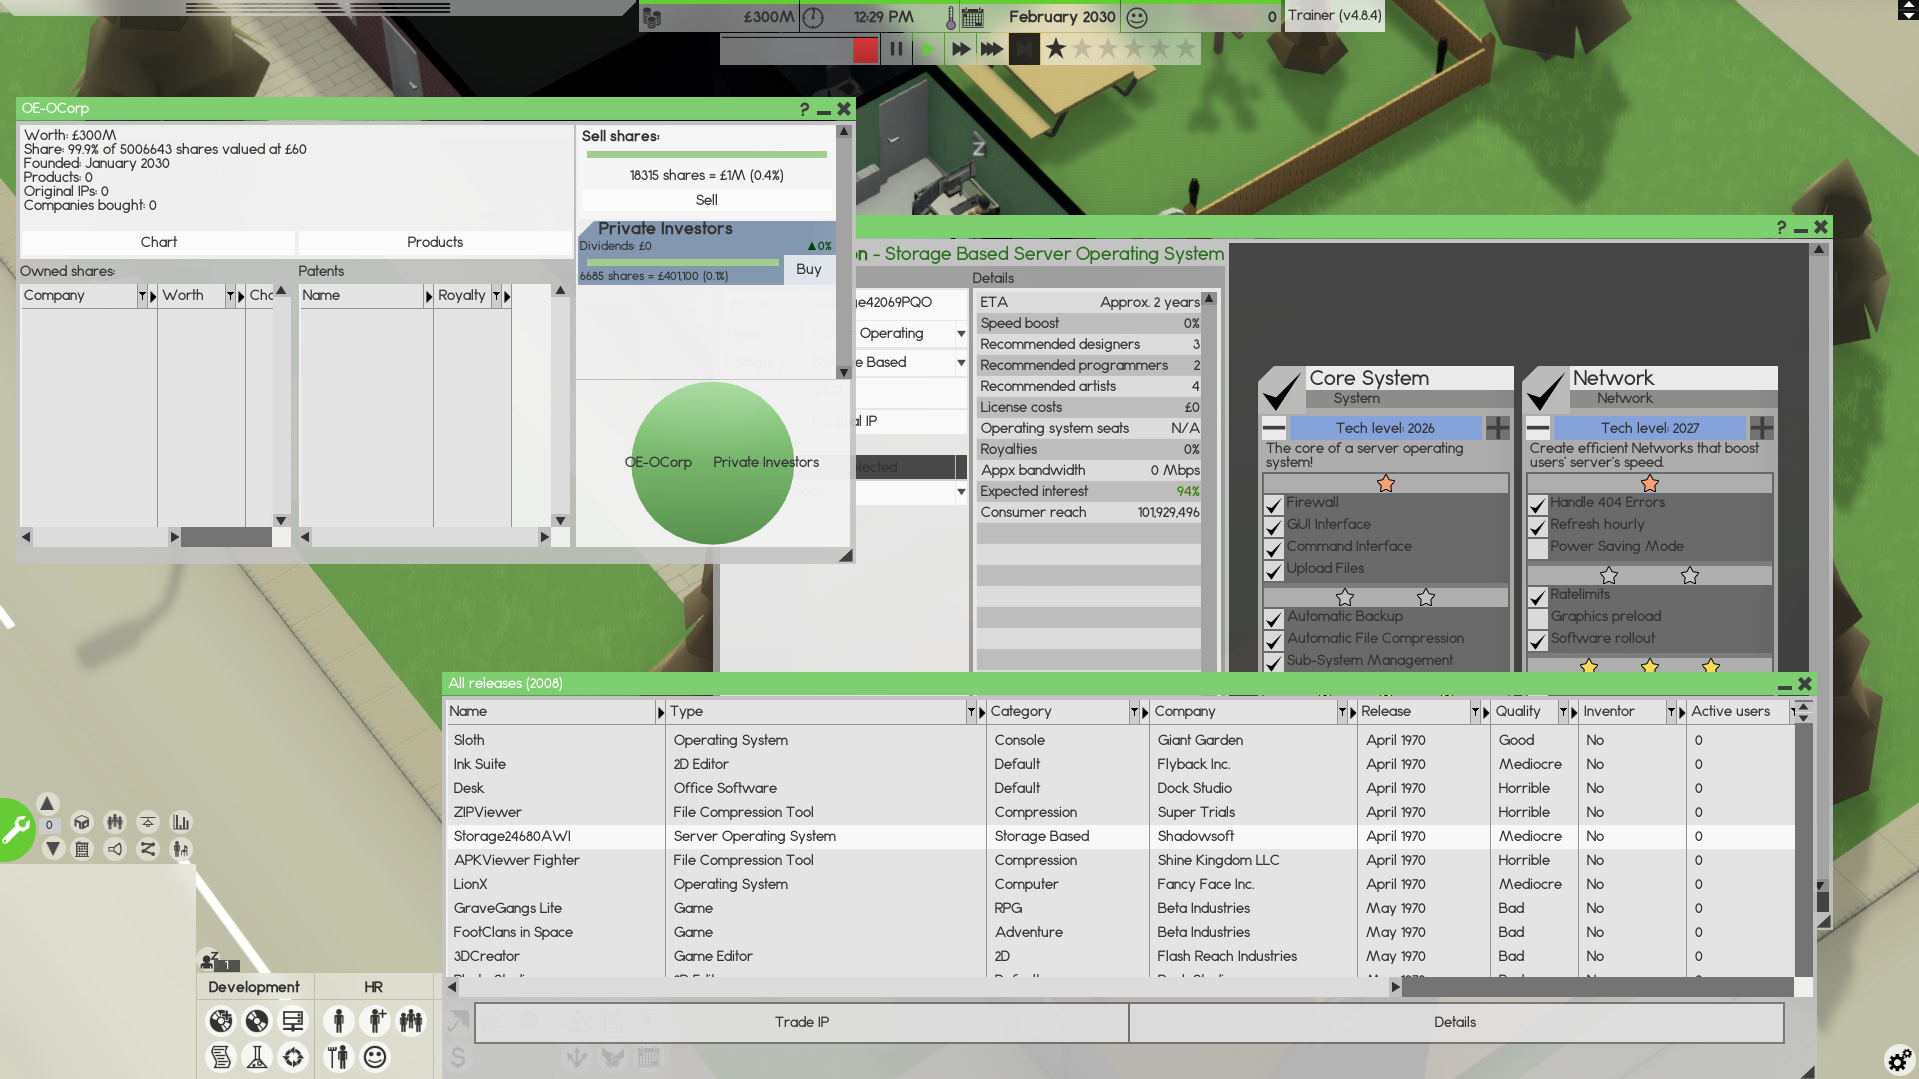 £300M
12:29 PM
February 2030
0
Trainer (v4.8.4)
OE-OCorp
?
Worth: £300M
Share: 99.9% of 5006643 shares valued at £60
Founded: January 2030
Products: 0
Original IPs: 0
Companies bought: 0
Chart
Products
Owned shares:
Patents
Company
Worth
Name
Royalty
Sell shares:
18315 shares = £1M (0.4%)
Sell
Private Investors
Dividends: £0
▲0%
6685 shares = £401,100 (0.1%)
Buy
OE-OCorp
Private Investors
Z
?
- Storage Based Server Operating System
Details
ge42069PQO
Operating
e Based
al IP
ETA Approx. 2 years
Speed boost 0%
Recommended designers 3
Recommended programmers 2
Recommended artists 4
License costs £0
Operating system seats N/A
Royalties 0%
Appx bandwidth 0 Mbps
Expected interest 94%
Consumer reach 101,929,496
Core System
System
Tech level: 2026
The core of a server operating
system!
Firewall
GUI Interface
Command Interface
Upload Files
Automatic Backup
Automatic File Compression
Sub-System Management
Network
Network
Tech level: 2027
Create efficient Networks that boost
users' server's speed.
Handle 404 Errors
Refresh hourly
Power Saving Mode
Ratelimits
Graphics preload
Software rollout
All releases (2008)
Name Type Category Company Release Quality Inventor Active users
Sloth Operating System Console Giant Garden April 1970 Good No 0
Ink Suite 2D Editor Default Flyback Inc. April 1970 Mediocre No 0
Desk Office Software Default Dock Studio April 1970 Horrible No 0
ZIPViewer File Compression Tool Compression Super Trials April 1970 Horrible No 0
Storage24680AWI Server Operating System Storage Based Shadowsoft April 1970 Mediocre No 0
APKViewer Fighter File Compression Tool Compression Shine Kingdom LLC April 1970 Horrible No 0
LionX Operating System Computer Fancy Face Inc. April 1970 Mediocre No 0
GraveGangs Lite Game RPG Beta Industries May 1970 Bad No 0
FootClans in Space Game Adventure Beta Industries May 1970 Bad No 0
3DCreator Game Editor 2D Flash Reach Industries May 1970 Bad No 0
Trade IP
Details
0
Z
1
Development
HR